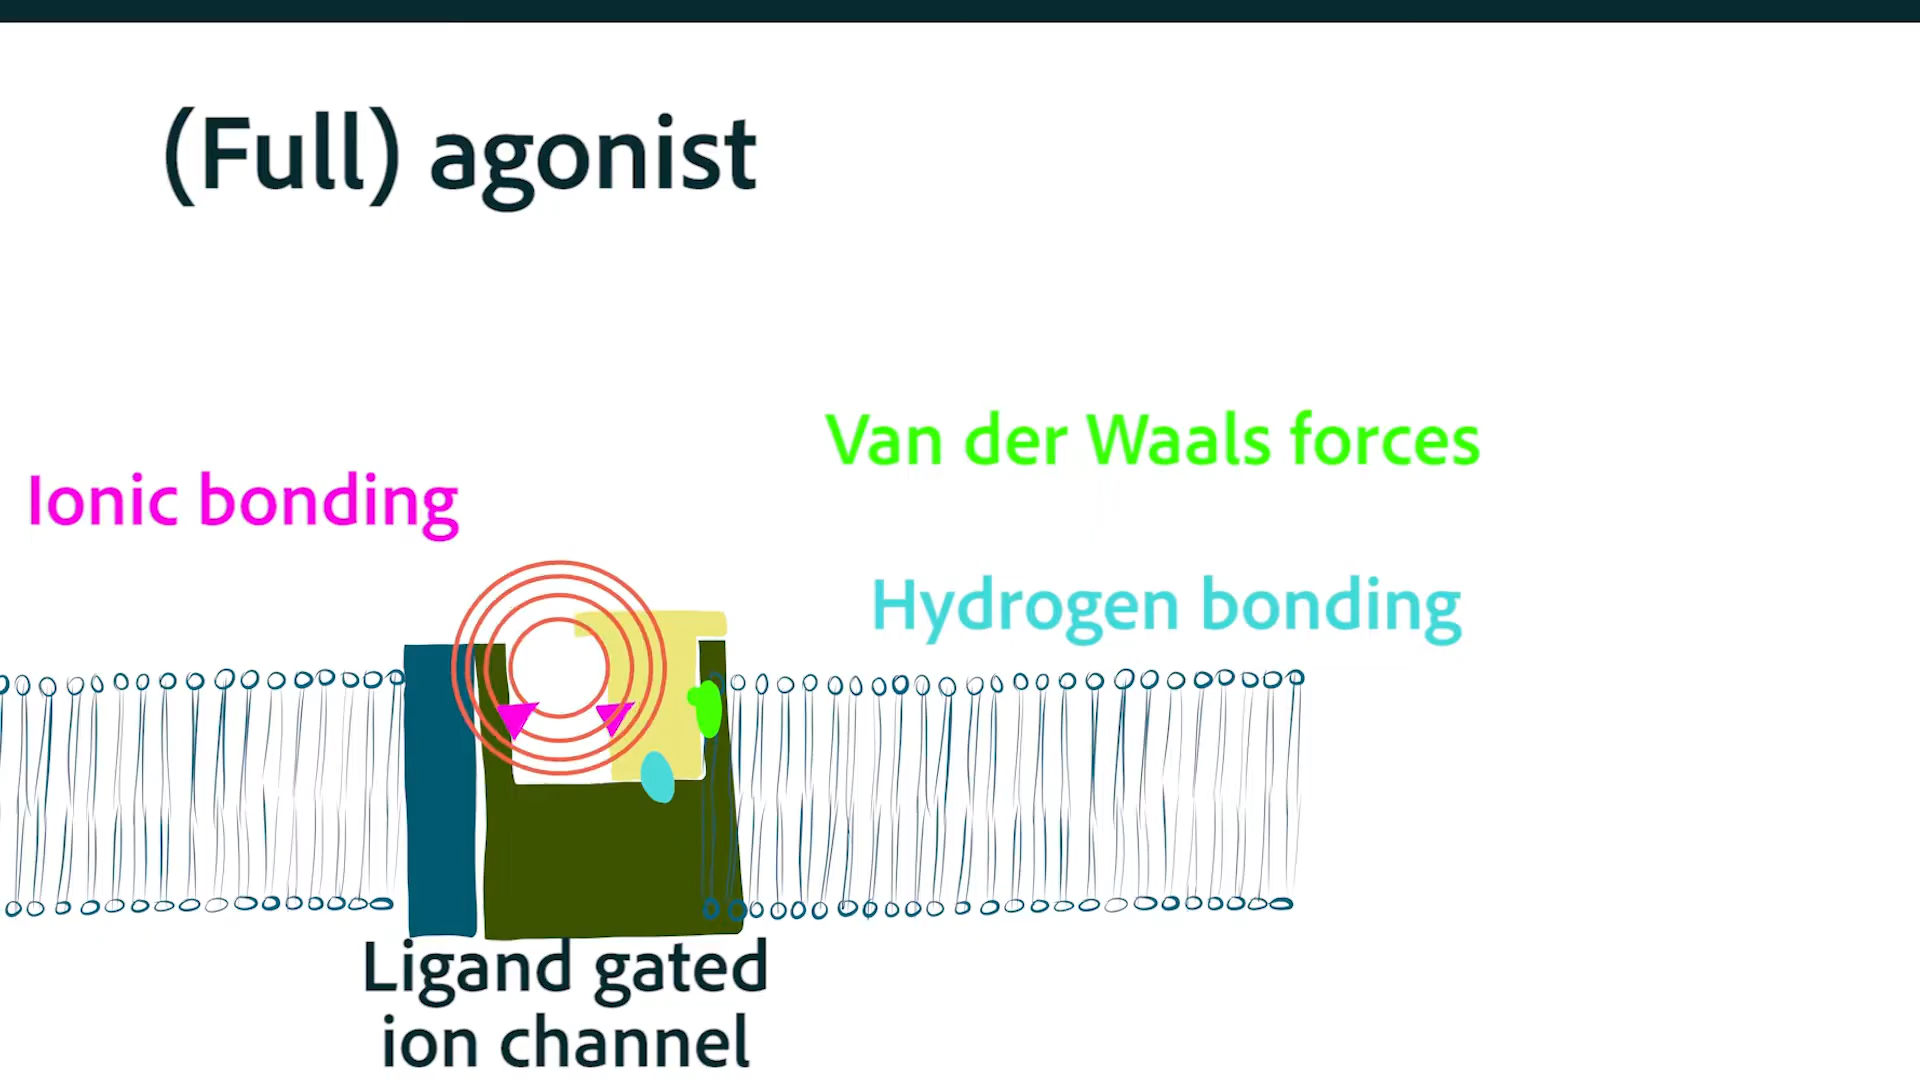 (Full) agonist
Van der Waals forces
Ionic bonding
Hydrogen bonding
Ligand gated
ion channel